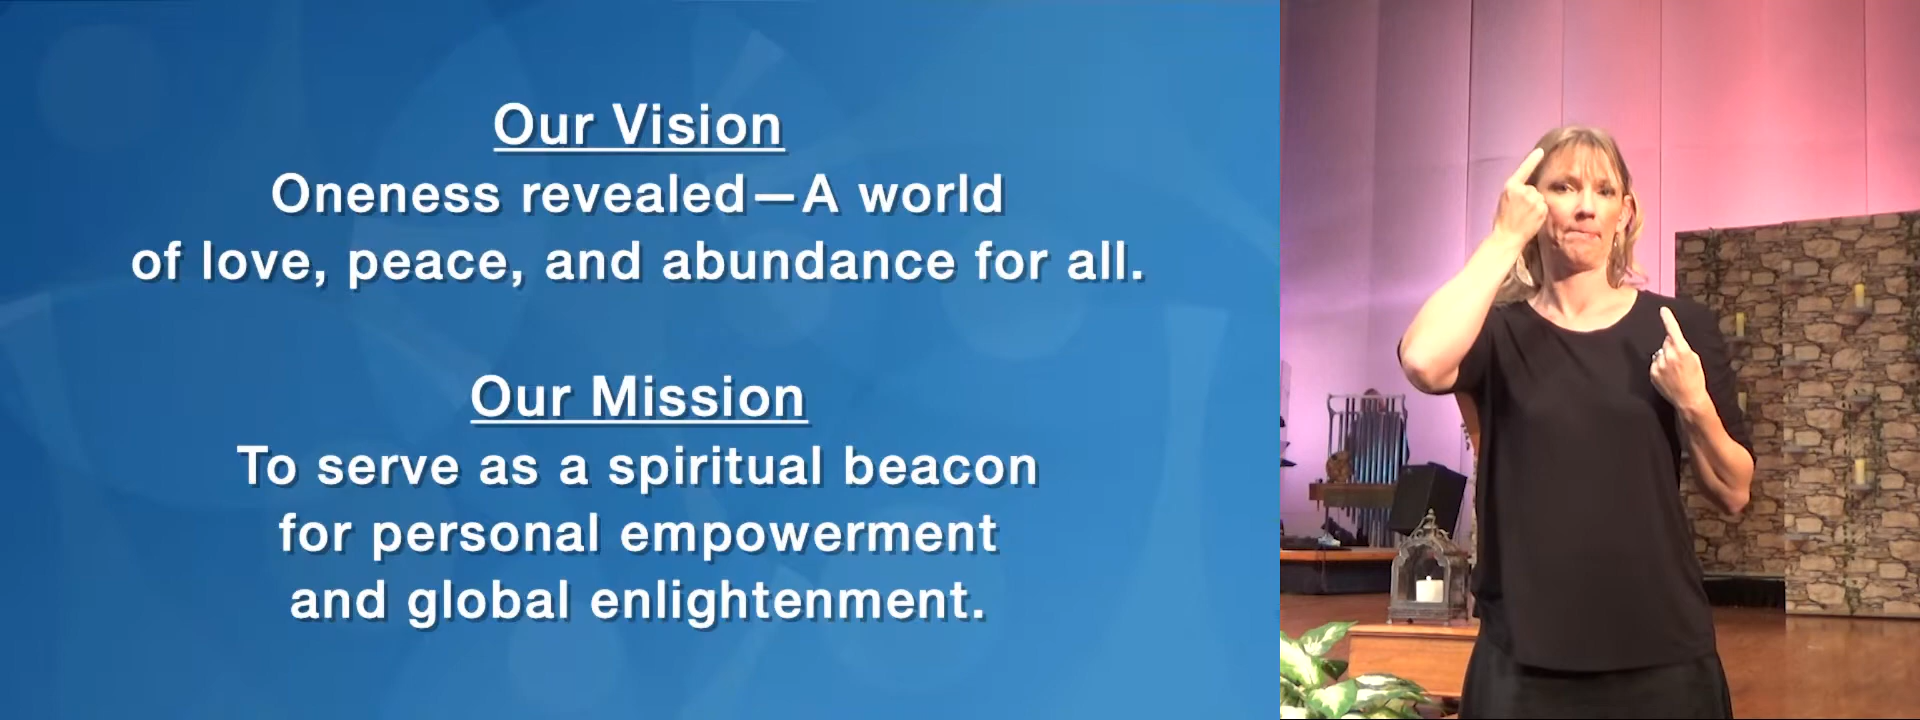 Our Vision
Oneness revealed—A world
of love, peace, and abundance for all.
Our Mission
To serve as a spiritual beacon
for personal empowerment
and global enlightenment.